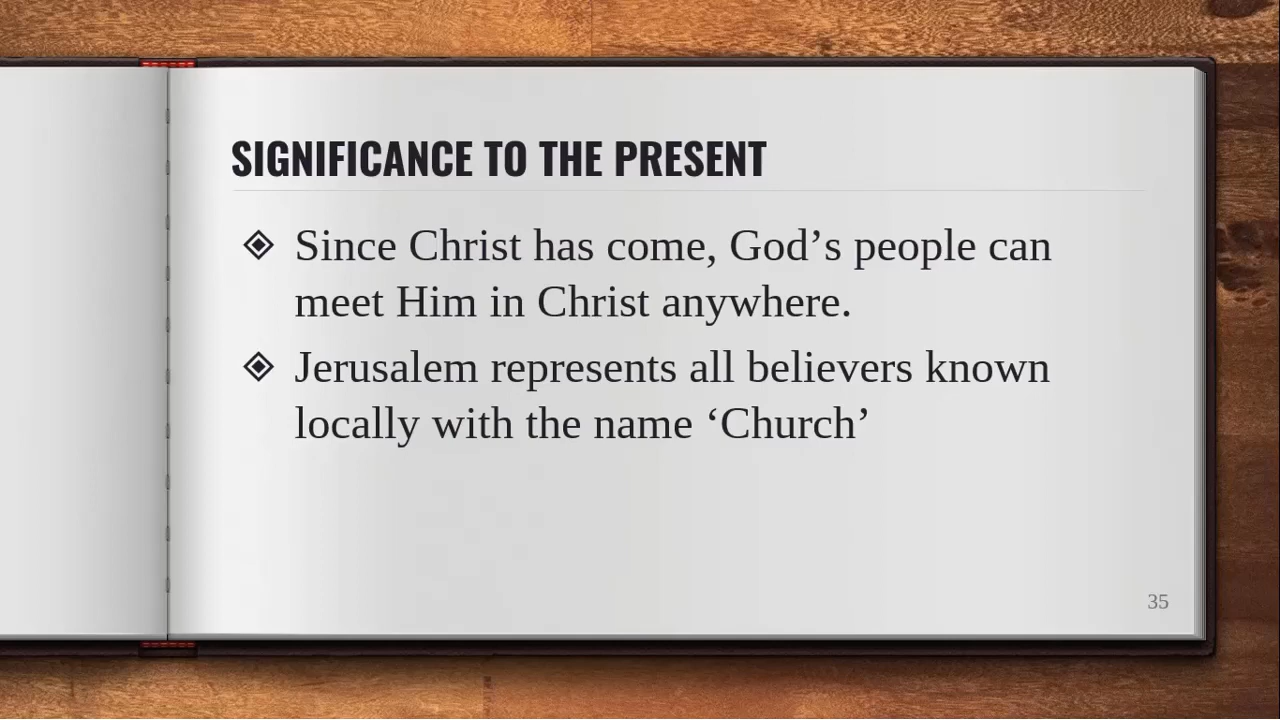 SIGNIFICANCE TO THE PRESENT
Since Christ has come, God’s people can
meet Him in Christ anywhere.
Jerusalem represents all believers known
locally with the name ‘Church’
35